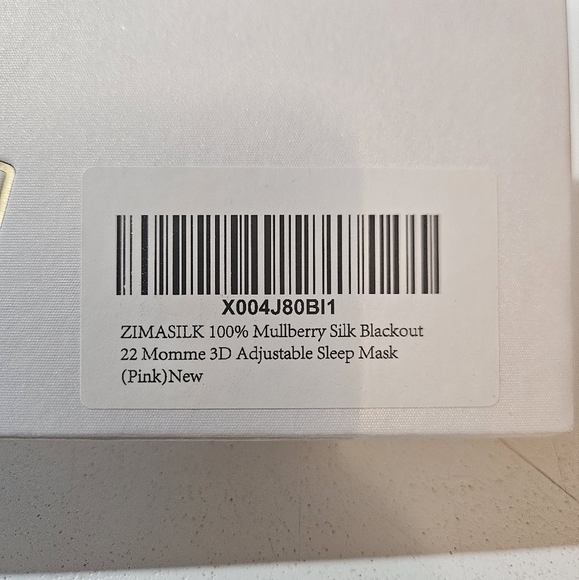 X004J80BI1
ZIMASILK 100% Mullberry Silk Blackout
22 Momme 3D Adjustable Sleep Mask
(Pink)New